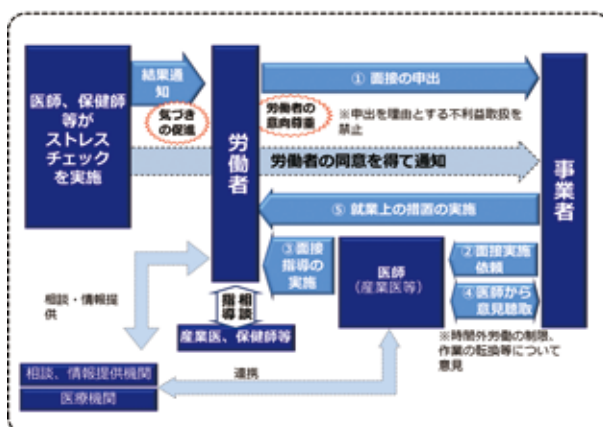 医師、保健師
等が
ストレス
チェック
を実施
結果通
知
気づき
の促進
労働者
労働者の
意向尊重
① 面接の申出
※申出を理由とする不利益取扱を
禁止
労働者の同意を得て通知
事業者
⑤ 就業上の措置の実施
③面接
指導の
実施
医師
(産業医等)
②面接実施
依頼
④医師から
意見聴取
※時間外労働の制限、
作業の転換等について
意見
相談・情報提
供
相談
指導
産業医、保健師等
相談、情報提供機関
医療機関
連携